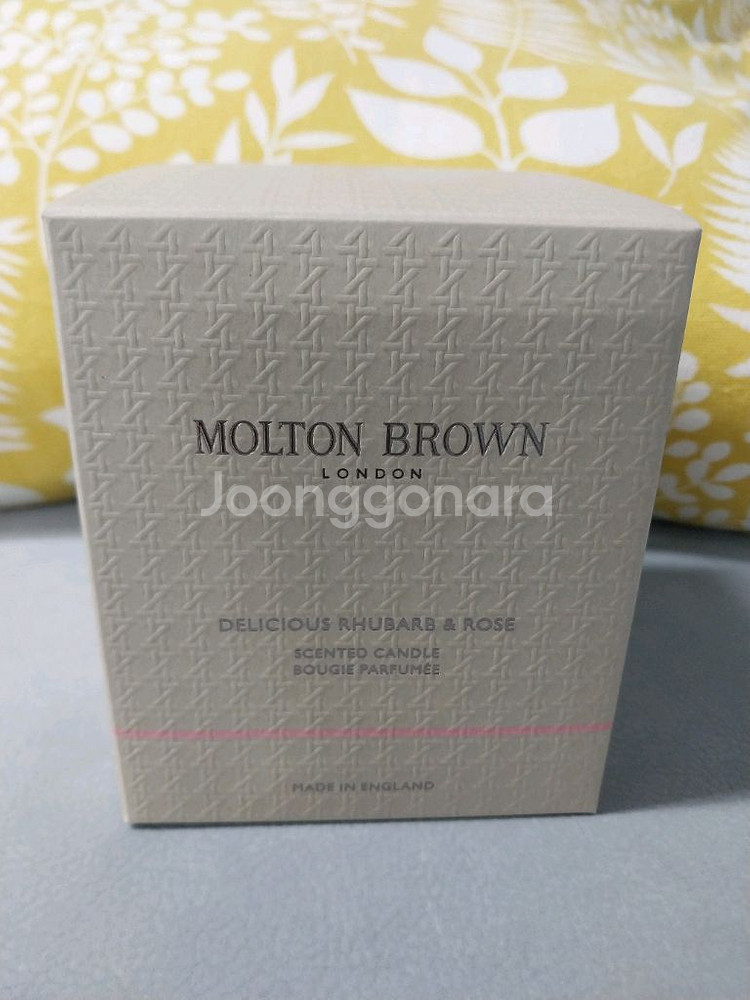 MOLTON BROWN
LONDON
Joonggonara
DELICIOUS RHUBARB & ROSE
SCENTED CANDLE
BOUGIE PARFUMÉE
MADE IN ENGLAND